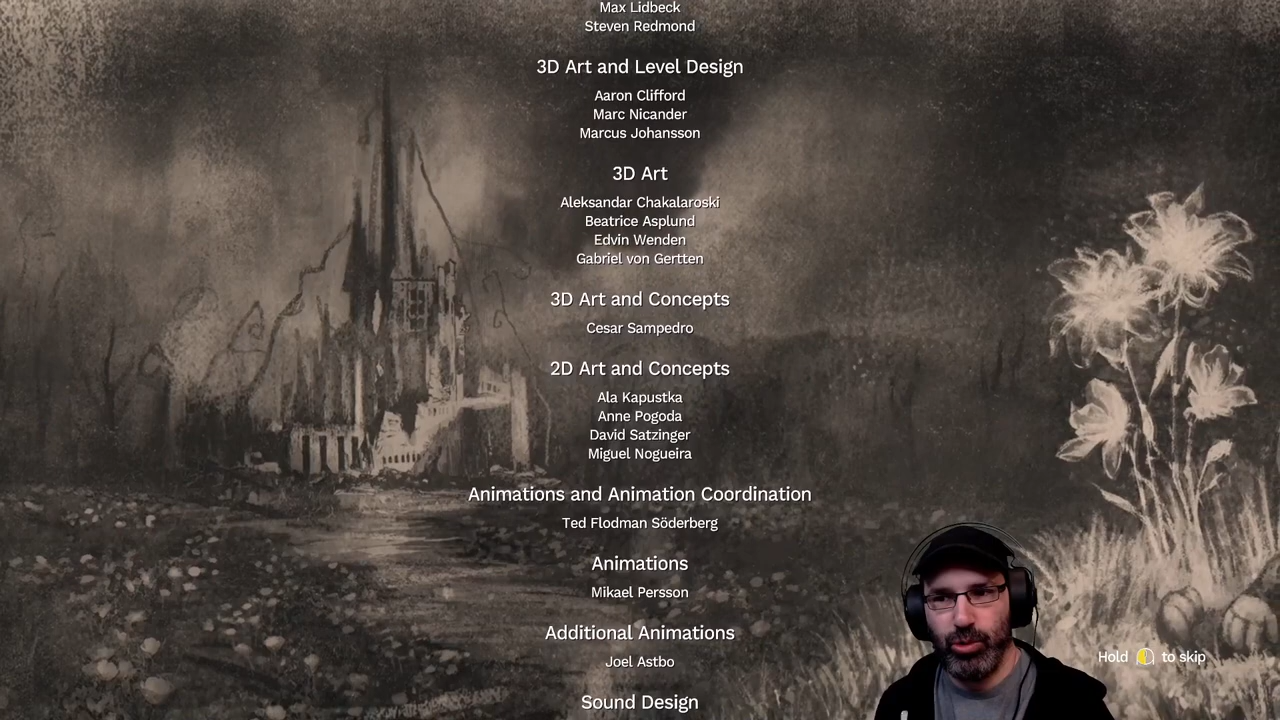 Max Lidbeck
Steven Redmond
3D Art and Level Design
Aaron Clifford
Marc Nicander
Marcus Johansson
3D Art
Aleksandar Chakalaroski
Beatrice Asplund
Edvin Wenden
Gabriel von Gertten
3D Art and Concepts
Cesar Sampedro
2D Art and Concepts
Ala Kapustka
Anne Pogoda
David Satzinger
Miguel Nogueira
Animations and Animation Coordination
Ted Flodman Söderberg
Animations
Mikael Persson
Additional Animations
Joel Astbo
Hold to skip
Sound Design